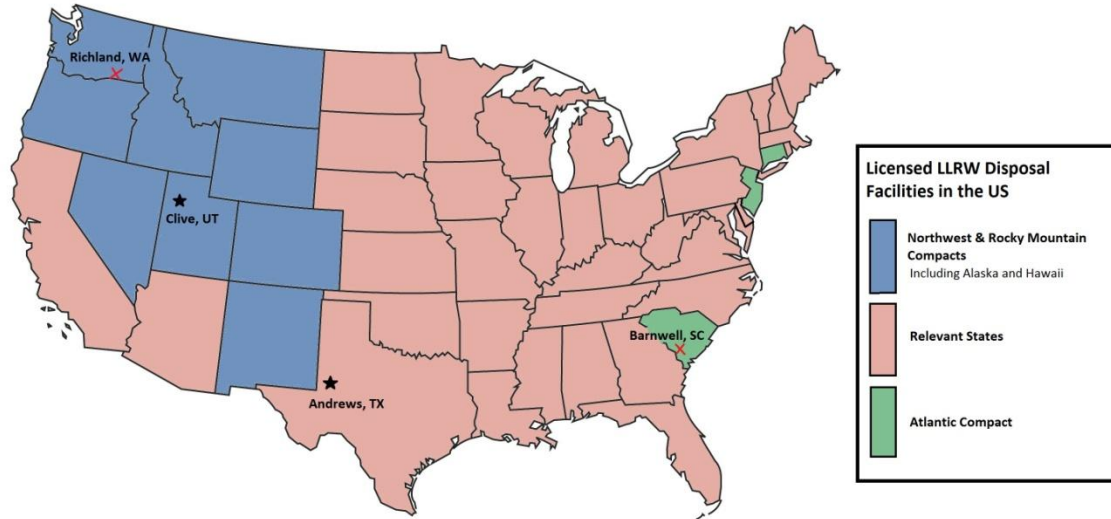 Richland, WA
Clive, UT
Andrews, TX
Barnwell, SC
Licensed LLRW Disposal
Facilities in the US
Northwest & Rocky Mountain
Compacts
Including Alaska and Hawaii
Relevant States
Atlantic Compact